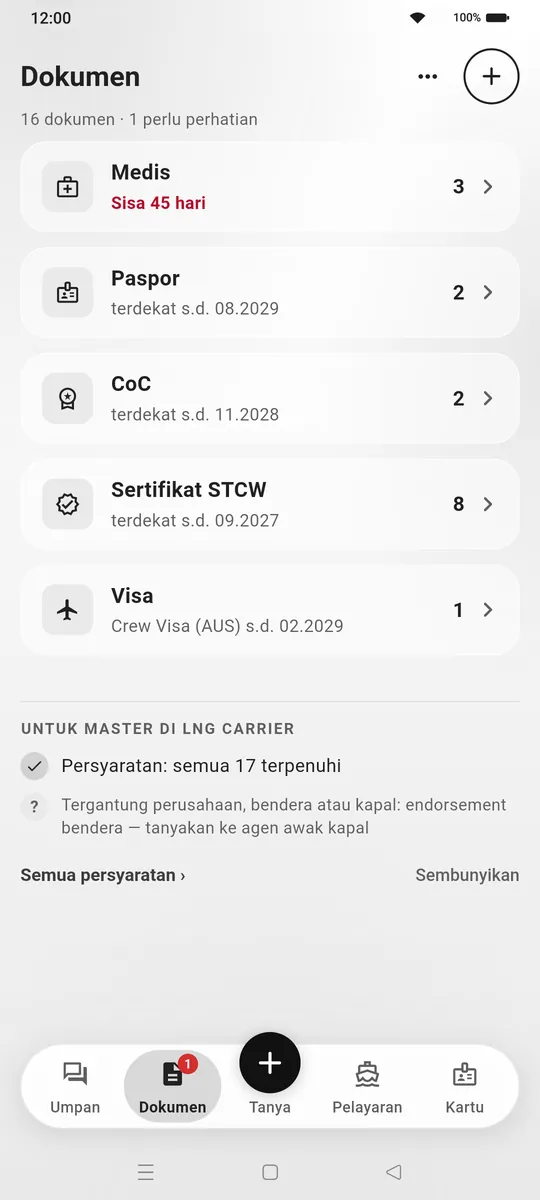 12:00
100%
Dokumen
16 dokumen · 1 perlu perhatian
Medis
Sisa 45 hari
3
Paspor
terdekat s.d. 08.2029
2
CoC
terdekat s.d. 11.2028
2
Sertifikat STCW
terdekat s.d. 09.2027
8
Visa
Crew Visa (AUS) s.d. 02.2029
1
UNTUK MASTER DI LNG CARRIER
Persyaratan: semua 17 terpenuhi
? Tergantung perusahaan, bendera atau kapal: endorsement
bendera — tanyakan ke agen awak kapal
Semua persyaratan ›
Sembunyikan
1
Umpan
Dokumen
Tanya
Pelayaran
Kartu